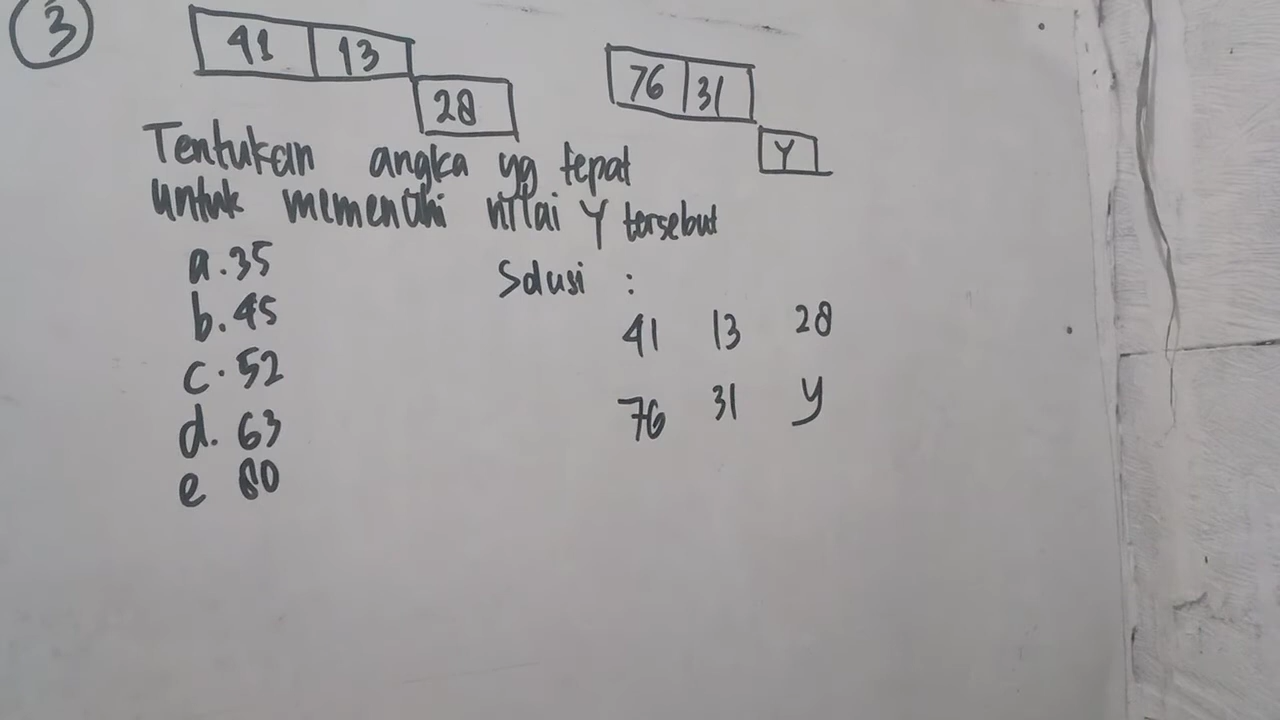 3
41 13
28
76 31
Y
Tentukan angka yg tepat
untuk memenuhi nilai Y tersebut
a. 35
b. 45
c. 52
d. 63
e 80
Solusi :
41 13 28
76 31 y